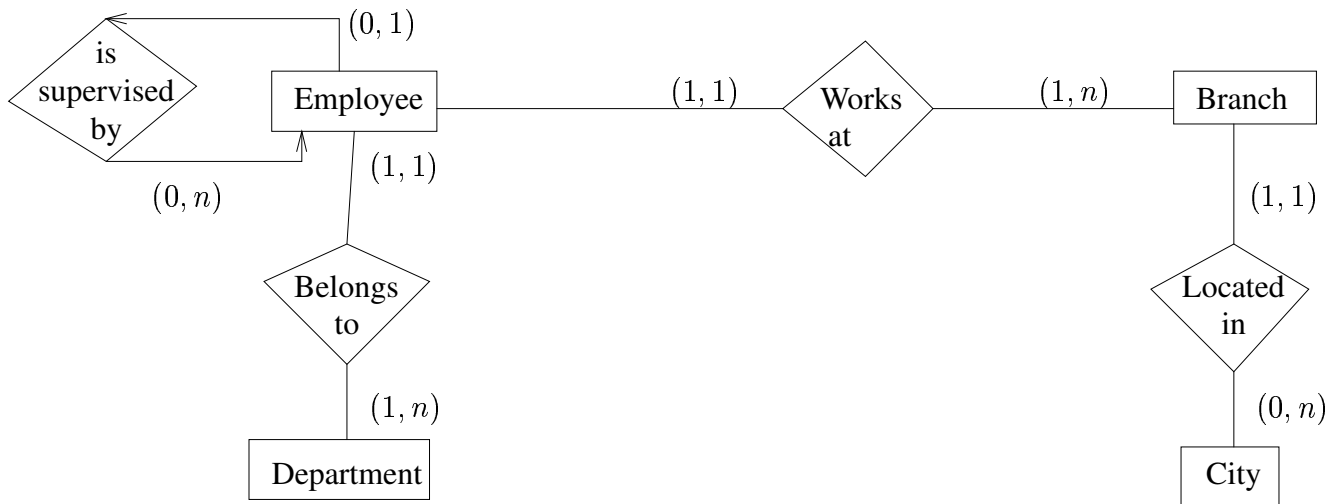 (0, 1)
is
supervised
by
Employee
(1, 1)
Works
at
(1, n)
Branch
(0, n)
(1, 1)
(1, 1)
Belongs
to
Located
in
(1, n)
(0, n)
Department
City